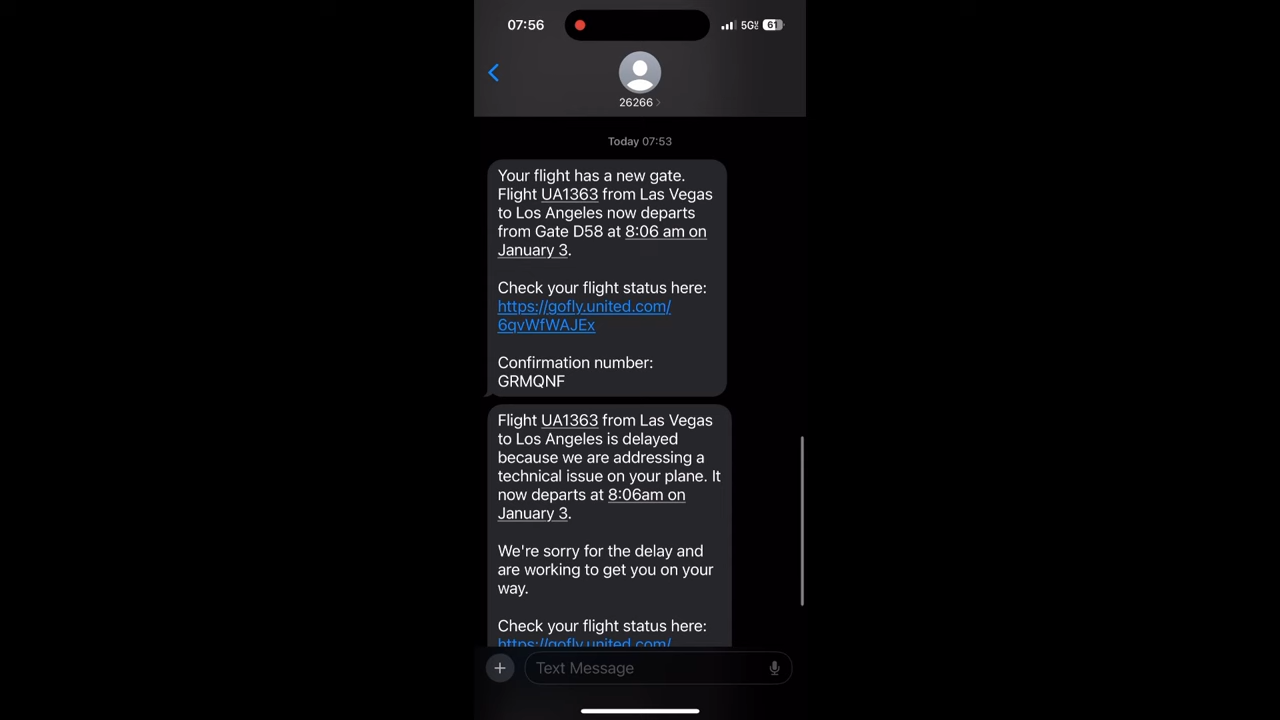 07:56
5G
61
26266
Today 07:53
Your flight has a new gate.
Flight UA1363 from Las Vegas
to Los Angeles now departs
from Gate D58 at 8:06 am on
January 3.
Check your flight status here:
https://gofly.united.com/
6qvWfWAJEx
Confirmation number:
GRMQNF
Flight UA1363 from Las Vegas
to Los Angeles is delayed
because we are addressing a
technical issue on your plane. It
now departs at 8:06am on
January 3.
We're sorry for the delay and
are working to get you on your
way.
Check your flight status here:
https://gofly.united.com/
Text Message